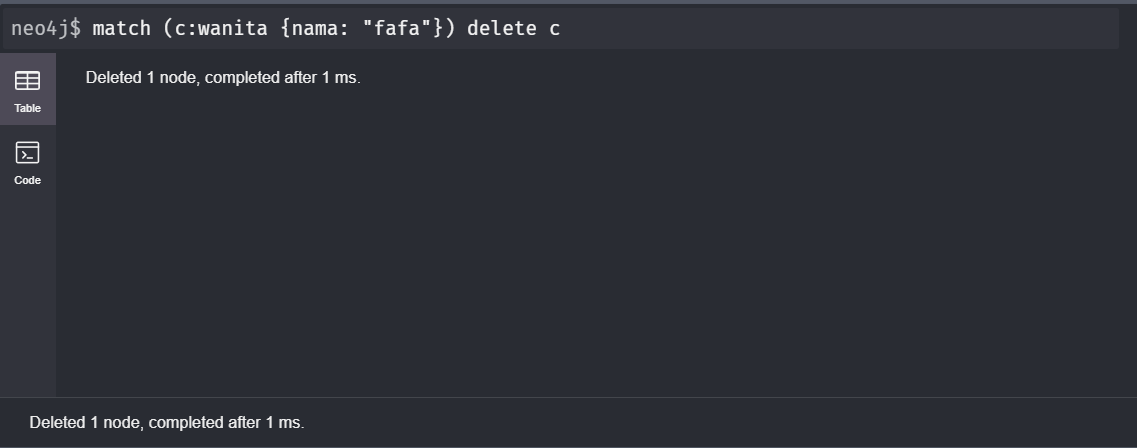 neo4j$ match (c:wanita {nama: "fafa"}) delete c
Deleted 1 node, completed after 1 ms.
Table
Code
Deleted 1 node, completed after 1 ms.